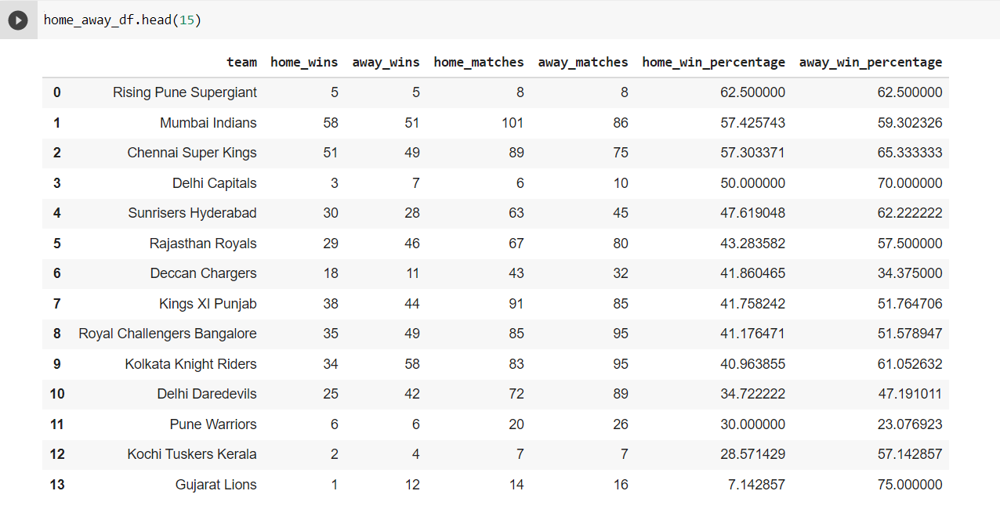 home_away_df.head(15)
team home_wins away_wins home_matches away_matches home_win_percentage away_win_percentage
0 Rising Pune Supergiant 5 5 8 8 62.500000 62.500000
1 Mumbai Indians 58 51 101 86 57.425743 59.302326
2 Chennai Super Kings 51 49 89 75 57.303371 65.333333
3 Delhi Capitals 3 7 6 10 50.000000 70.000000
4 Sunrisers Hyderabad 30 28 63 45 47.619048 62.222222
5 Rajasthan Royals 29 46 67 80 43.283582 57.500000
6 Deccan Chargers 18 11 43 32 41.860465 34.375000
7 Kings XI Punjab 38 44 91 85 41.758242 51.764706
8 Royal Challengers Bangalore 35 49 85 95 41.176471 51.578947
9 Kolkata Knight Riders 34 58 83 95 40.963855 61.052632
10 Delhi Daredevils 25 42 72 89 34.722222 47.191011
11 Pune Warriors 6 6 20 26 30.000000 23.076923
12 Kochi Tuskers Kerala 2 4 7 7 28.571429 57.142857
13 Gujarat Lions 1 12 14 16 7.142857 75.000000